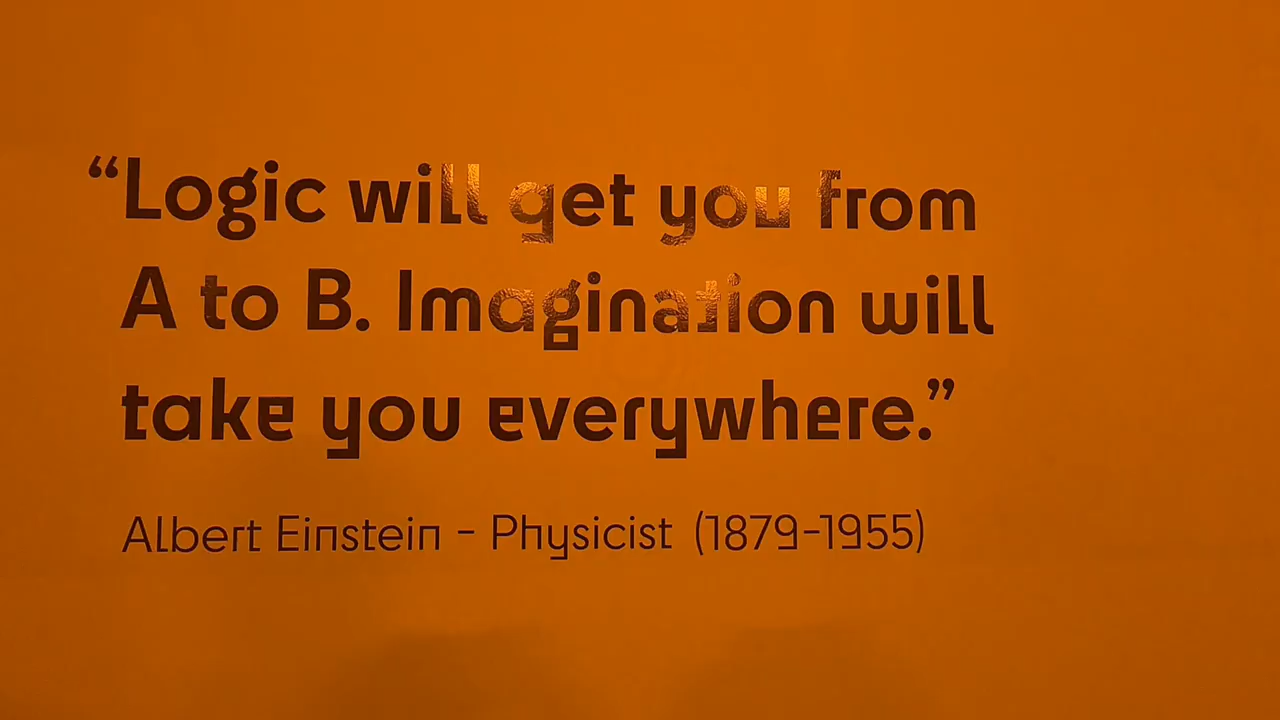 “Logic will get you from
A to B. Imagination will
take you everywhere.”
Albert Einstein - Physicist (1879-1955)